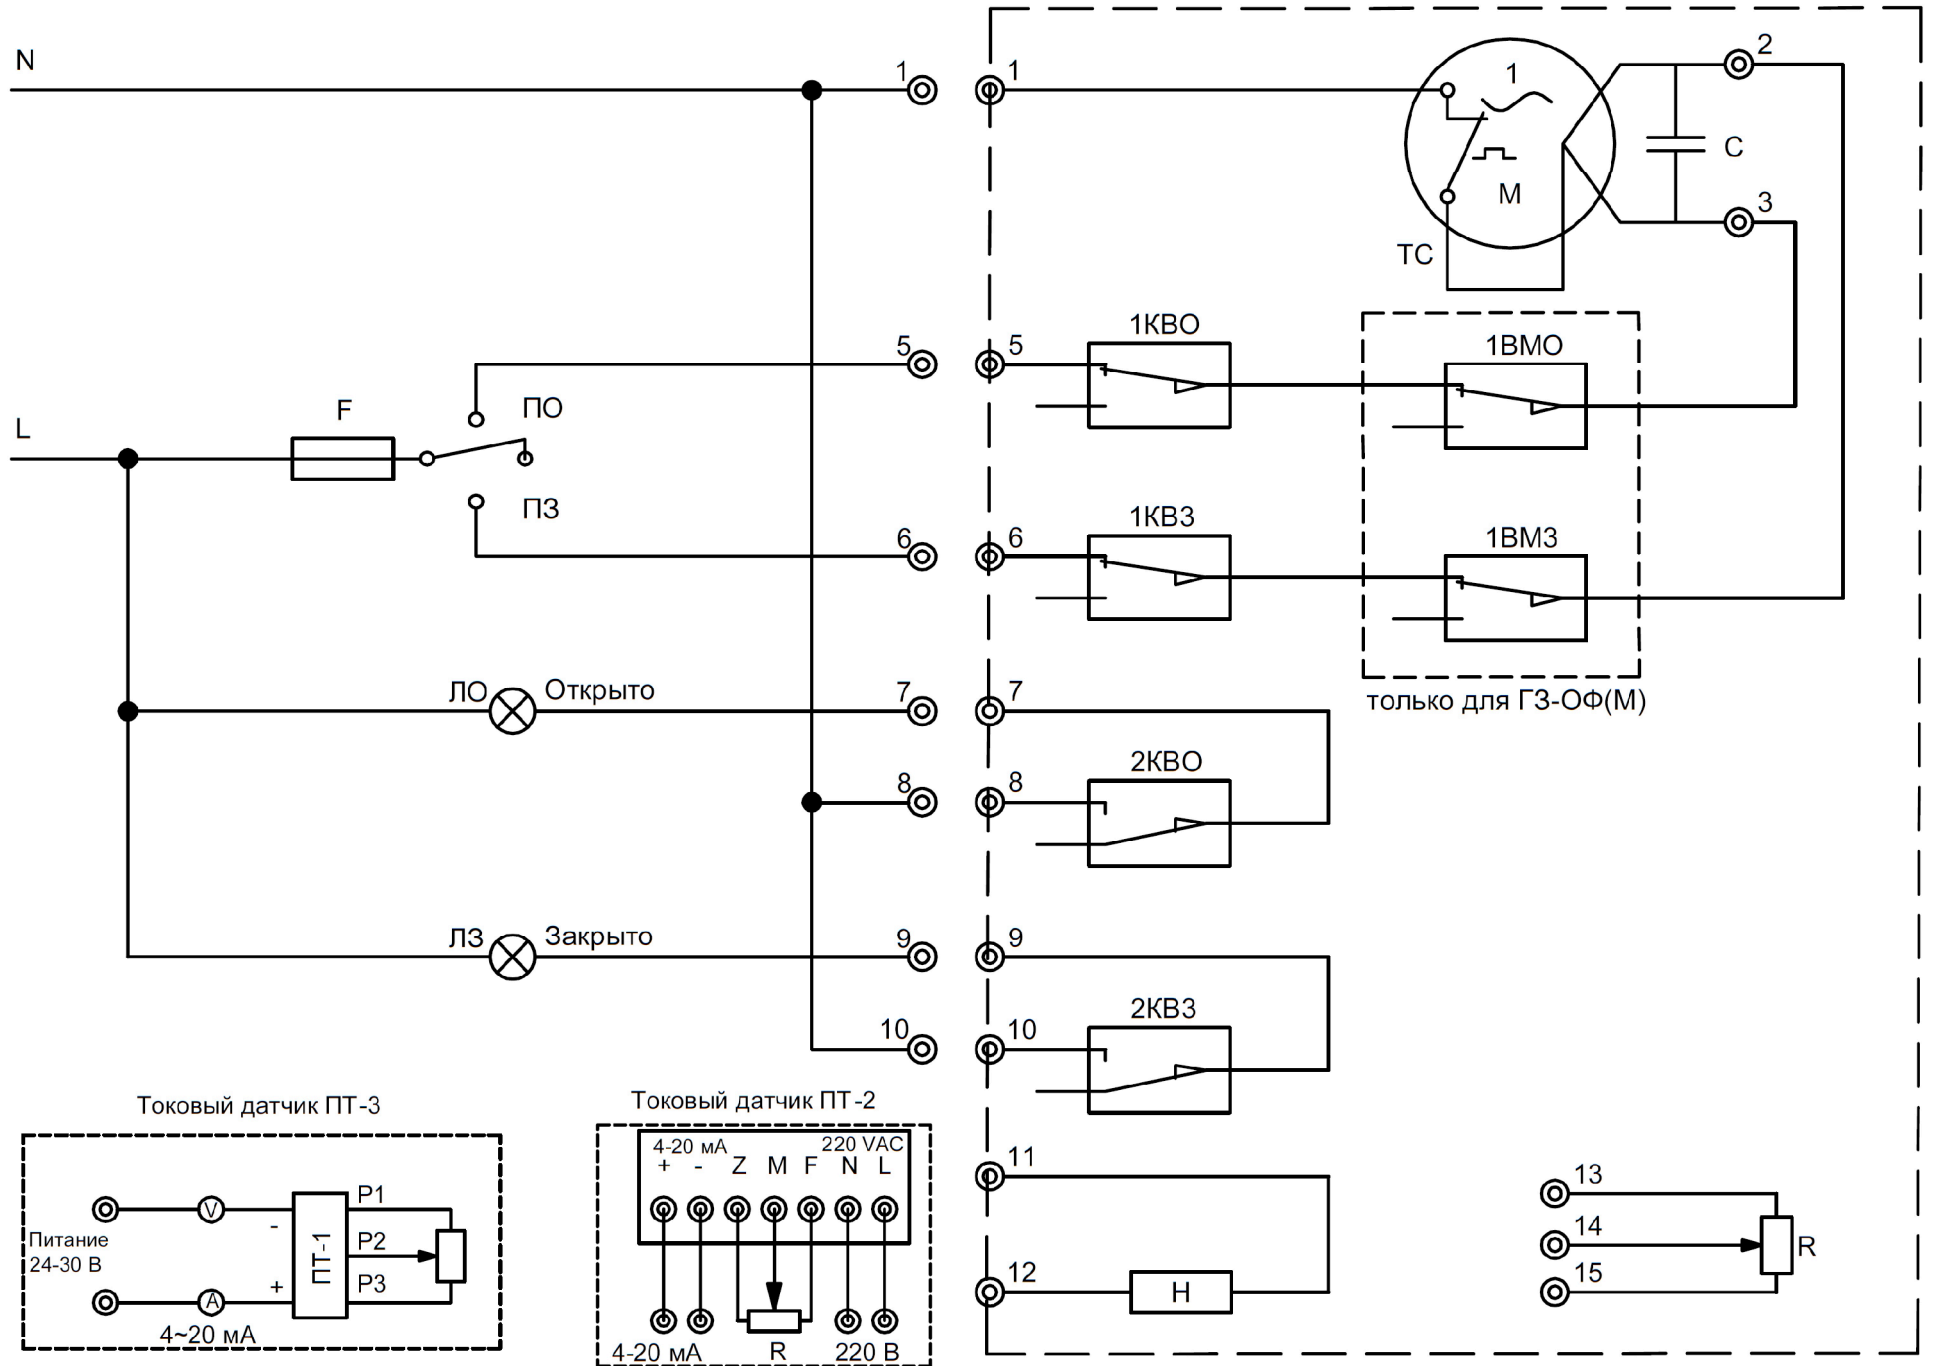 N
1
1
1
2
C
3
M
TC
L
F
ПО
ПЗ
5
5
1КВО
1ВМО
6
6
1КВЗ
1ВМЗ
только для ГЗ-ОФ(М)
ЛО
Открыто
7
7
2КВО
8
8
ЛЗ
Закрыто
9
9
2КВЗ
10
10
11
12
H
13
14
15
R
Токовый датчик ПТ-3
Питание
24-30 В
V
A
-
+
ПТ-1
P1
P2
P3
4~20 мА
Токовый датчик ПТ-2
4-20 мА
220 VAC
+ - Z M F N L
4-20 мА
R
220 В